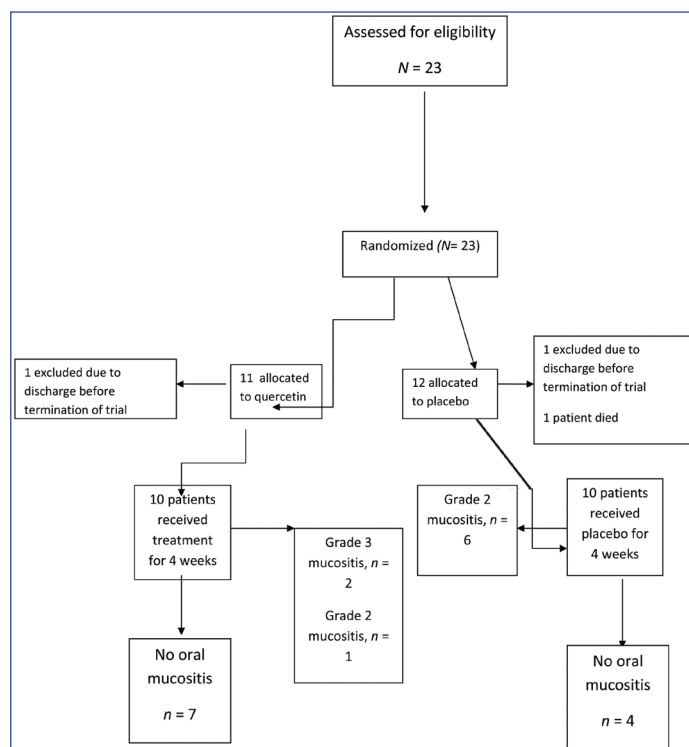 Assessed for eligibility
N = 23
Randomized (N= 23)
1 excluded due to
discharge before
termination of trial
11 allocated
to quercetin
12 allocated
to placebo
1 excluded due to
discharge before
termination of trial
1 patient died
10 patients
received
treatment
for 4 weeks
Grade 3
mucositis, n =
2
Grade 2
mucositis, n =
1
Grade 2
mucositis, n =
6
10 patients
received
placebo for
4 weeks
No oral
mucositis
n = 7
No oral
mucositis
n = 4